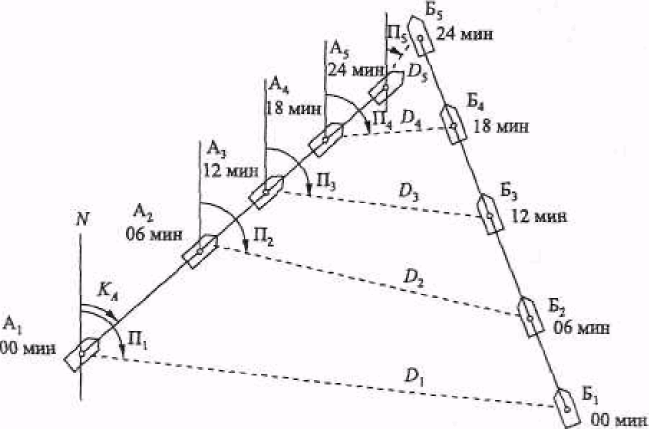 Б5
24 мин
П5
А5
24 мин
D5
А4
18 мин
П4
D4
Б4
18 мин
А3
12 мин
П3
D3
Б3
12 мин
N
А2
06 мин
П2
D2
Б2
06 мин
KA
А1
00 мин
П1
D1
Б1
00 мин